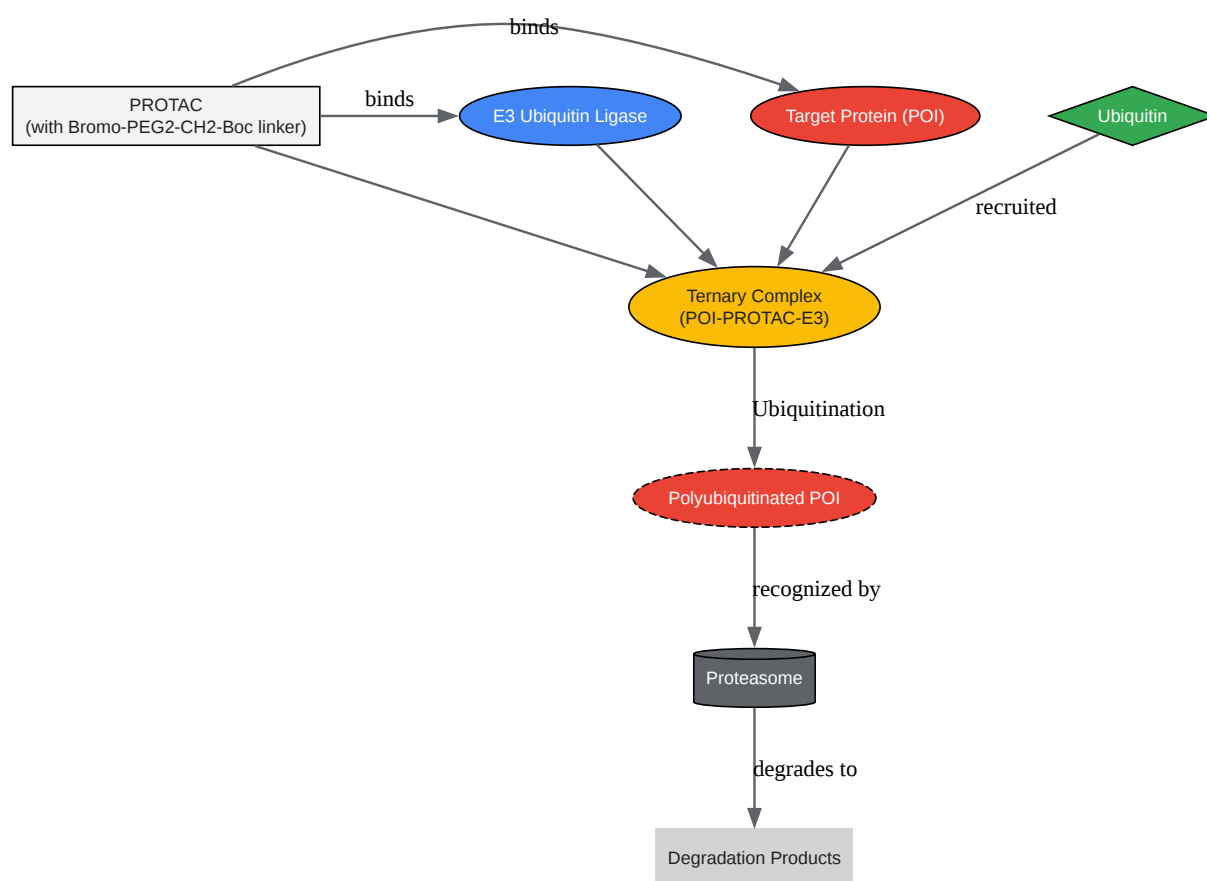 binds
PROTAC
(with Bromo-PEG2-CH2-Boc linker)
binds
E3 Ubiquitin Ligase
Target Protein (POI)
Ubiquitin
recruited
Ternary Complex
(POI-PROTAC-E3)
Ubiquitination
Polyubiquitinated POI
recognized by
Proteasome
degrades to
Degradation Products